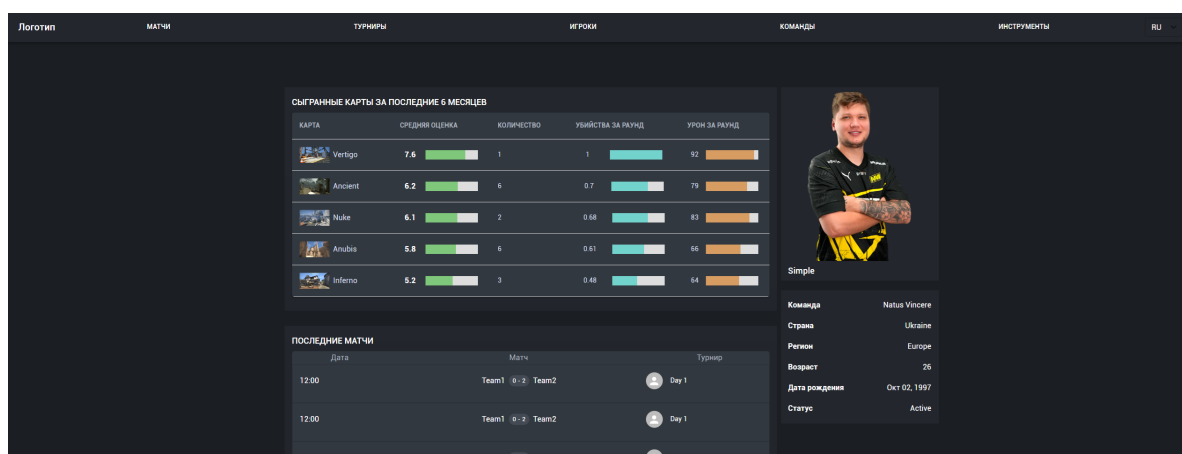 Логотип МАТЧИ ТУРНИРЫ ИГРОКИ КОМАНДЫ ИНСТРУМЕНТЫ RU
СЫГРАННЫЕ КАРТЫ ЗА ПОСЛЕДНИЕ 6 МЕСЯЦЕВ
КАРТА СРЕДНЯЯ ОЦЕНКА КОЛИЧЕСТВО УБИЙСТВА ЗА РАУНД УРОН ЗА РАУНД
Vertigo 7.6 1 1 92
Ancient 6.2 6 0.7 79
Nuke 6.1 2 0.68 83
Anubis 5.8 6 0.61 66
Inferno 5.2 3 0.48 64
ПОСЛЕДНИЕ МАТЧИ
Дата Матч Турнир
12:00 Team1 0 - 2 Team2 Day 1
12:00 Team1 0 - 2 Team2 Day 1
Simple
Команда Natus Vincere
Страна Ukraine
Регион Europe
Возраст 26
Дата рождения Окт 02, 1997
Статус Active